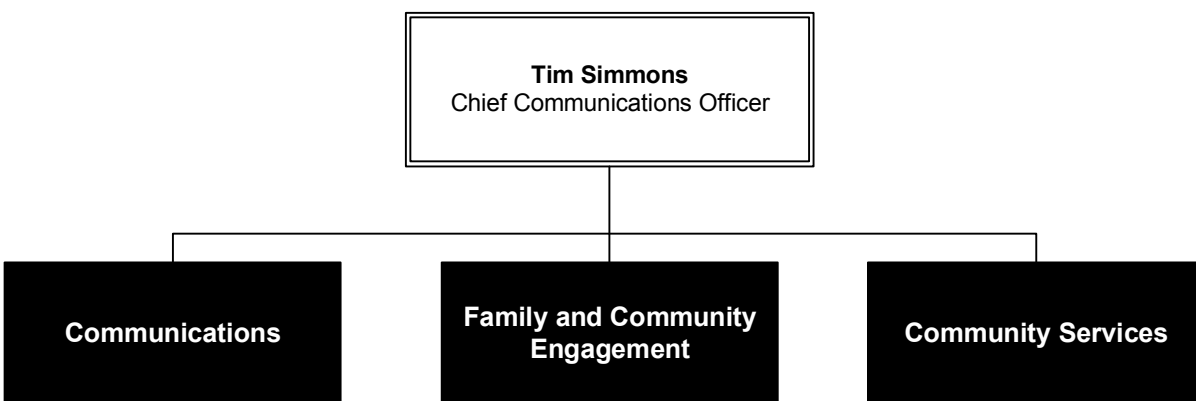 Tim Simmons
Chief Communications Officer
Communications
Family and Community
Engagement
Community Services